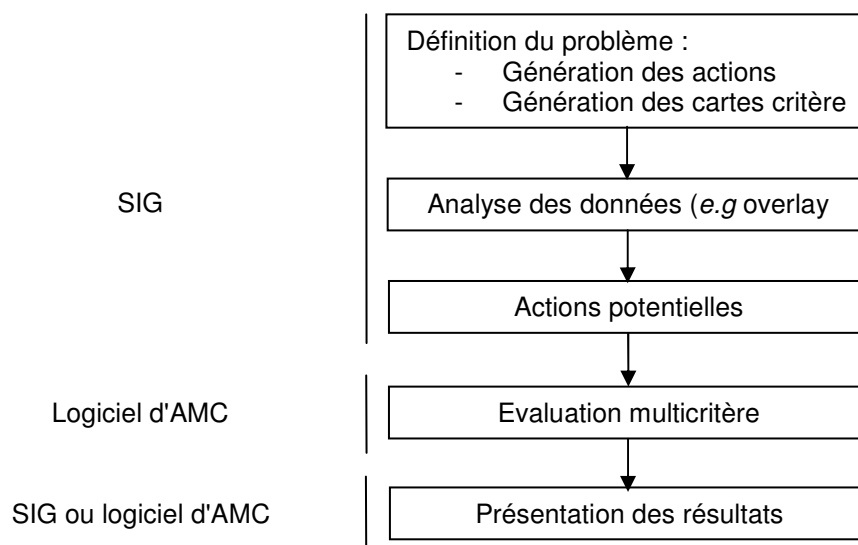 Définition du problème :
- Génération des actions
- Génération des cartes critère
SIG
Analyse des données (e.g overlay
Actions potentielles
Logiciel d'AMC
Evaluation multicritère
SIG ou logiciel d'AMC
Présentation des résultats